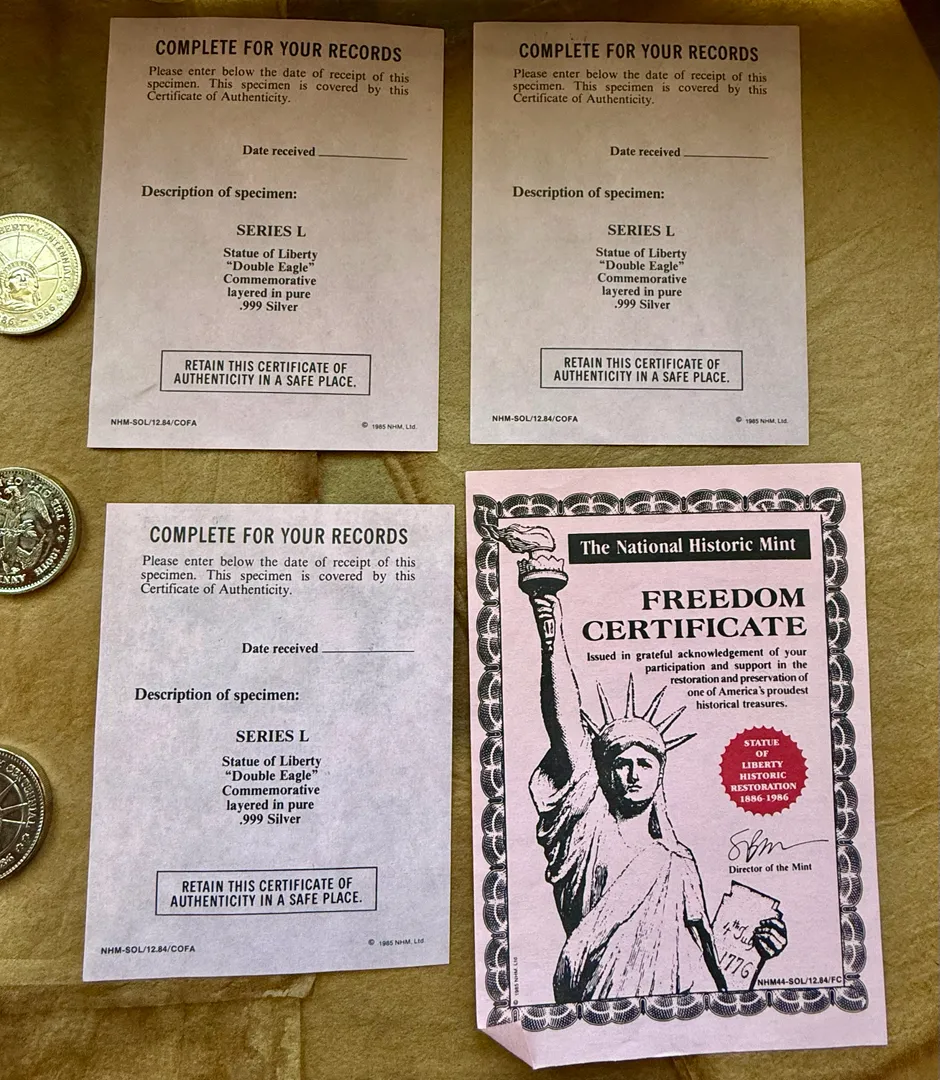 COMPLETE FOR YOUR RECORDS
Please enter below the date of receipt of this
specimen. This specimen is covered by this
Certificate of Authenticity.
Date received
Description of specimen:
SERIES L
Statue of Liberty
“Double Eagle”
Commemorative
layered in pure
.999 Silver
RETAIN THIS CERTIFICATE OF
AUTHENTICITY IN A SAFE PLACE.
NHM-SOL/12.84/COFA
© 1985 NHM, Ltd.
COMPLETE FOR YOUR RECORDS
Please enter below the date of receipt of this
specimen. This specimen is covered by this
Certificate of Authenticity.
Date received
Description of specimen:
SERIES L
Statue of Liberty
“Double Eagle”
Commemorative
layered in pure
.999 Silver
RETAIN THIS CERTIFICATE OF
AUTHENTICITY IN A SAFE PLACE.
NHM-SOL/12.84/COFA
© 1985 NHM, Ltd.
COMPLETE FOR YOUR RECORDS
Please enter below the date of receipt of this
specimen. This specimen is covered by this
Certificate of Authenticity.
Date received
Description of specimen:
SERIES L
Statue of Liberty
“Double Eagle”
Commemorative
layered in pure
.999 Silver
RETAIN THIS CERTIFICATE OF
AUTHENTICITY IN A SAFE PLACE.
NHM-SOL/12.84/COFA
© 1985 NHM, Ltd.
The National Historic Mint
FREEDOM
CERTIFICATE
Issued in grateful acknowledgement of your
participation and support in the
restoration and preservation of
one of America's proudest
historical treasures.
STATUE
OF
LIBERTY
HISTORIC
RESTORATION
1886-1986
Director of the Mint
4th Jul
1776
NHM44-SOL/12.84/FC
© 1985 NHM, Ltd.
CENTENNIAL
1986